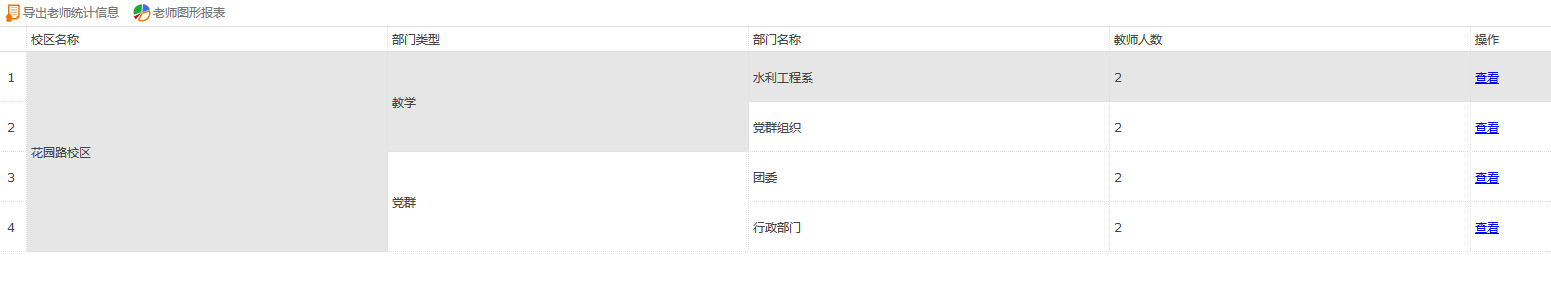 导出老师统计信息 老师图形报表
校区名称 部门类型 部门名称 教师人数 操作
1 花园路校区 教学 水利工程系 2 查看
2 党群组织 2 查看
3 党群 团委 2 查看
4 行政部门 2 查看